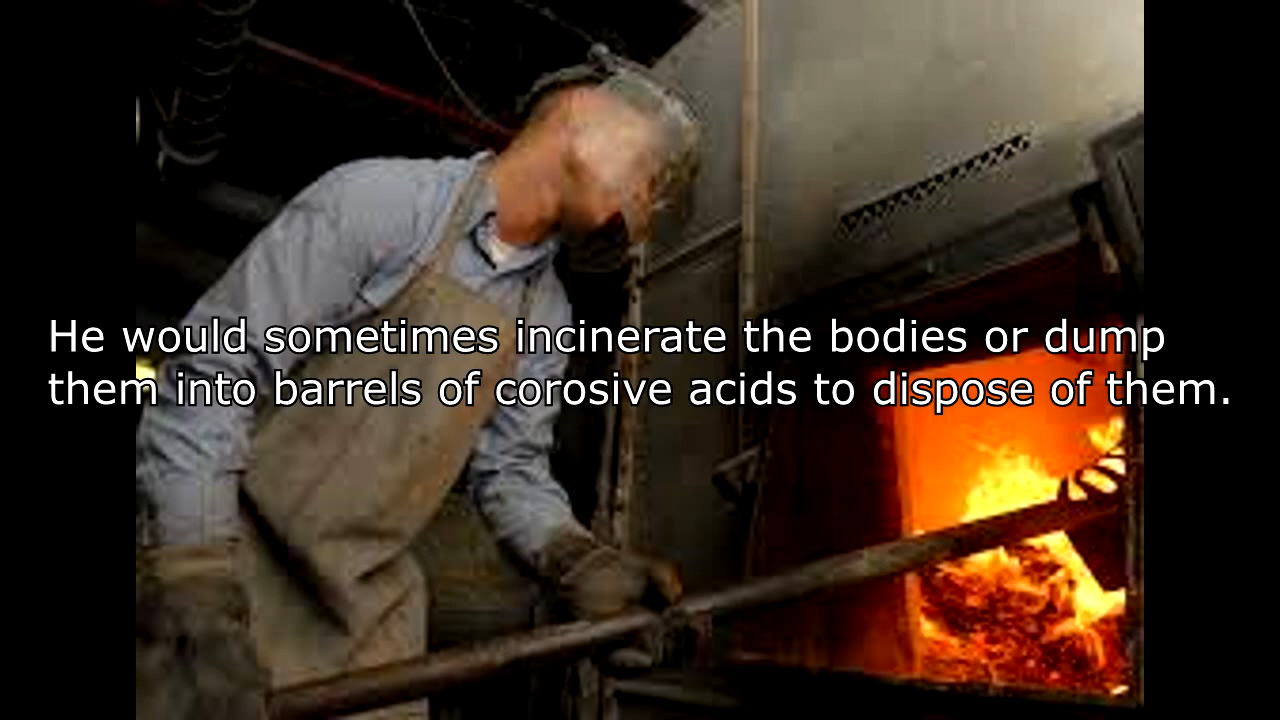 He would sometimes incinerate the bodies or dump
them into barrels of corosive acids to dispose of them.